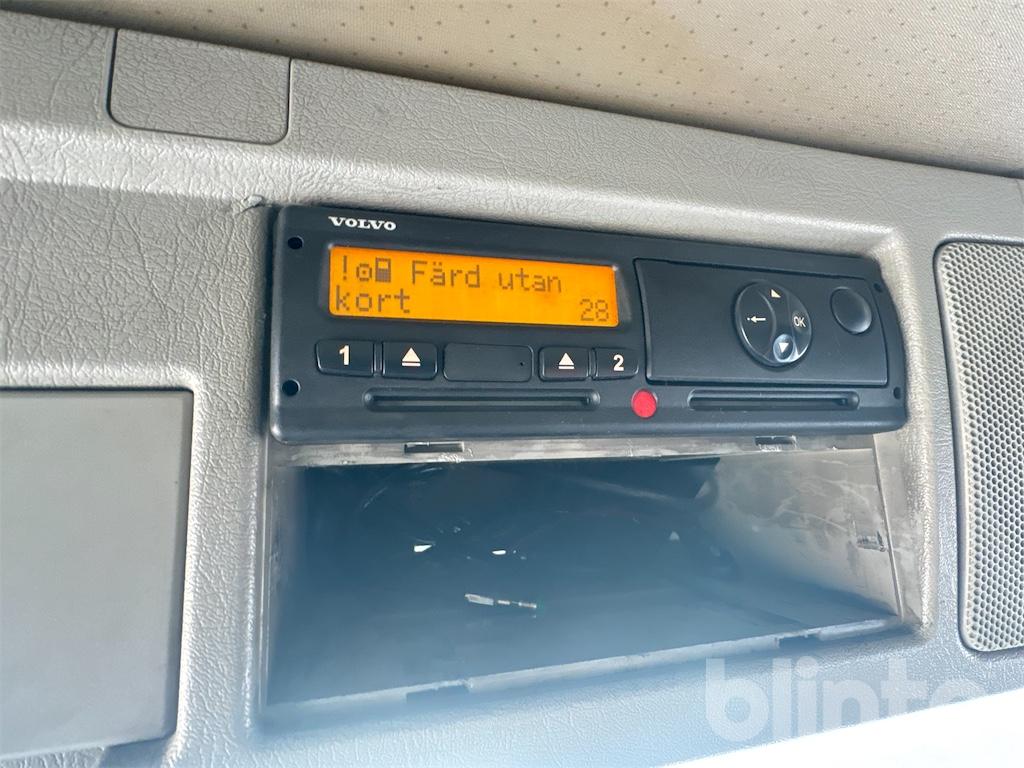 VOLVO
! Färd utan
kort 28
1 2
OK
blinto